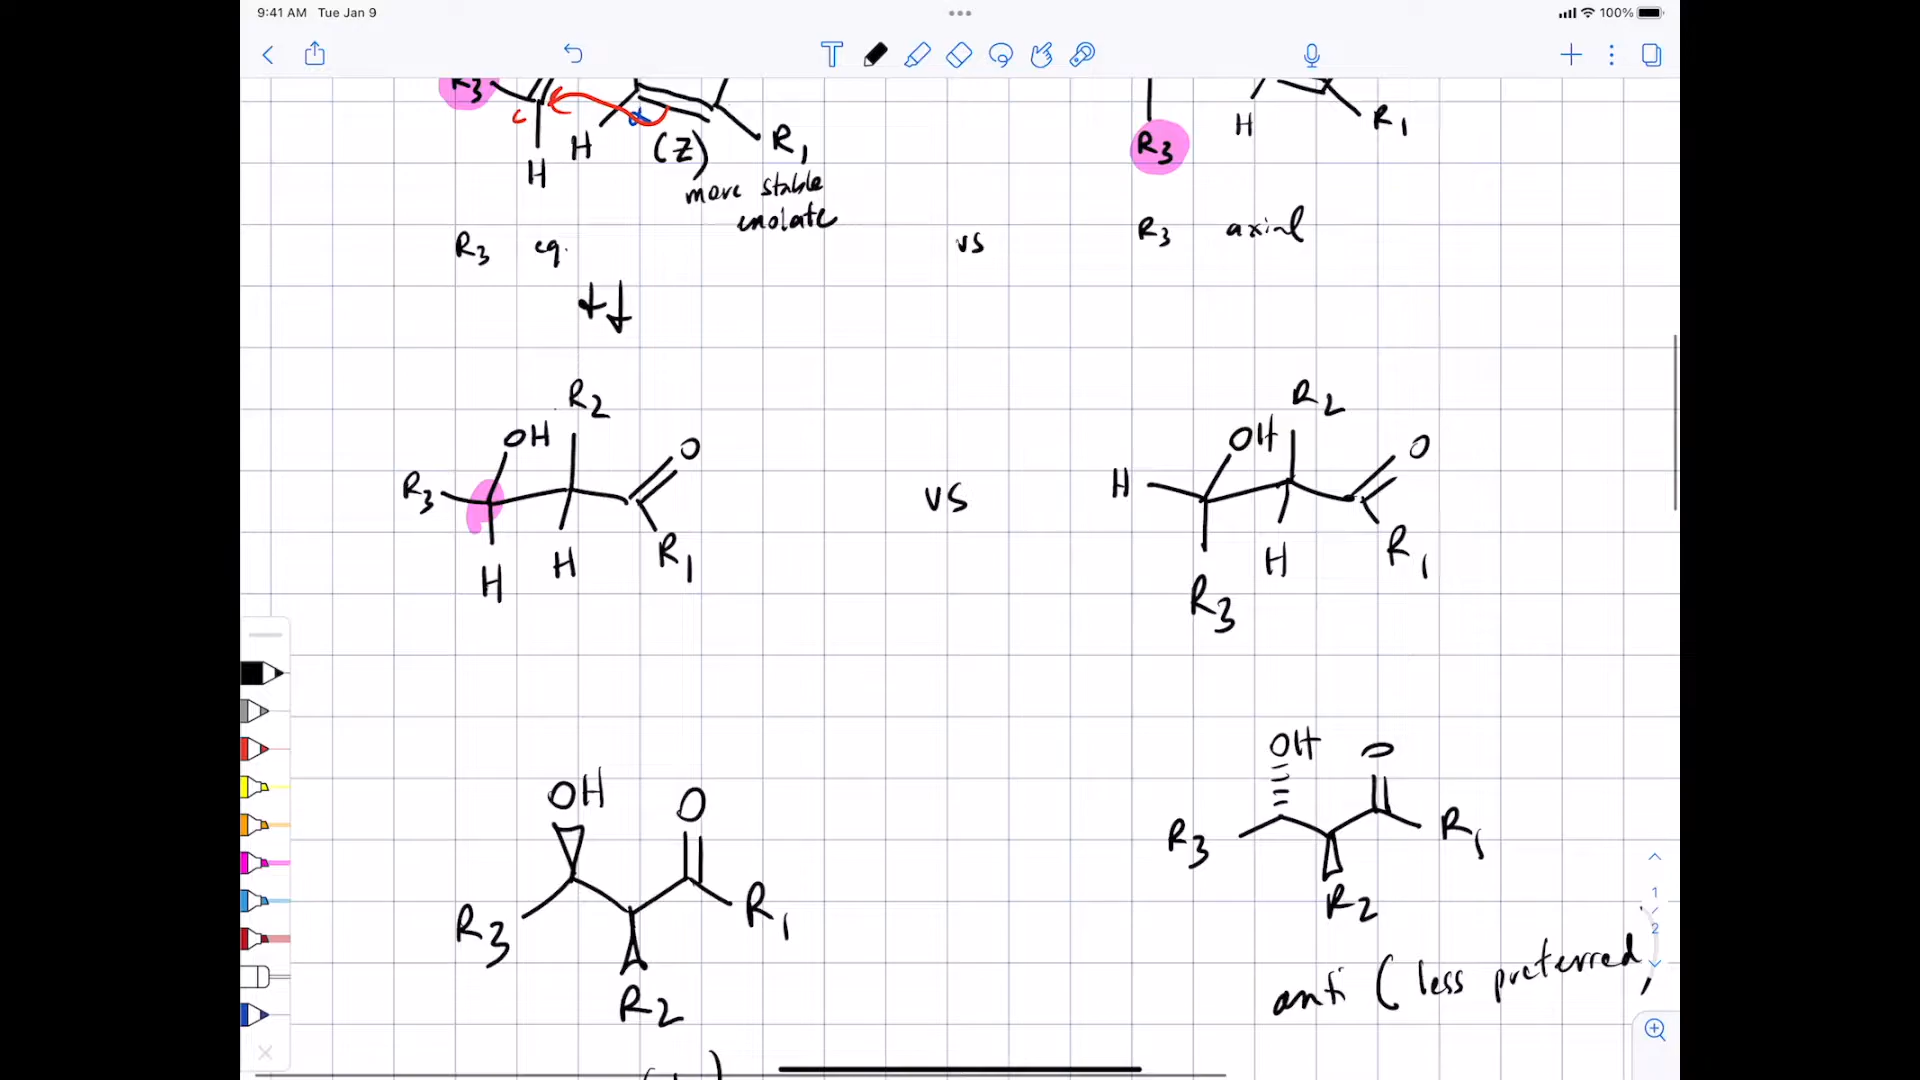 9:41 AM Tue Jan 9
100%
R3
C
α
H
H
(Z)
R1
more stable
enolate
R3 eq.
vs
R3
H
R1
R3 axial
R2
OH
O
R3
H
H
R1
vs
R2
OH
O
H
H
R1
R3
OH
O
R3
R1
R2
OH
O
R3
R1
R2
anti (less preferred)
1
2